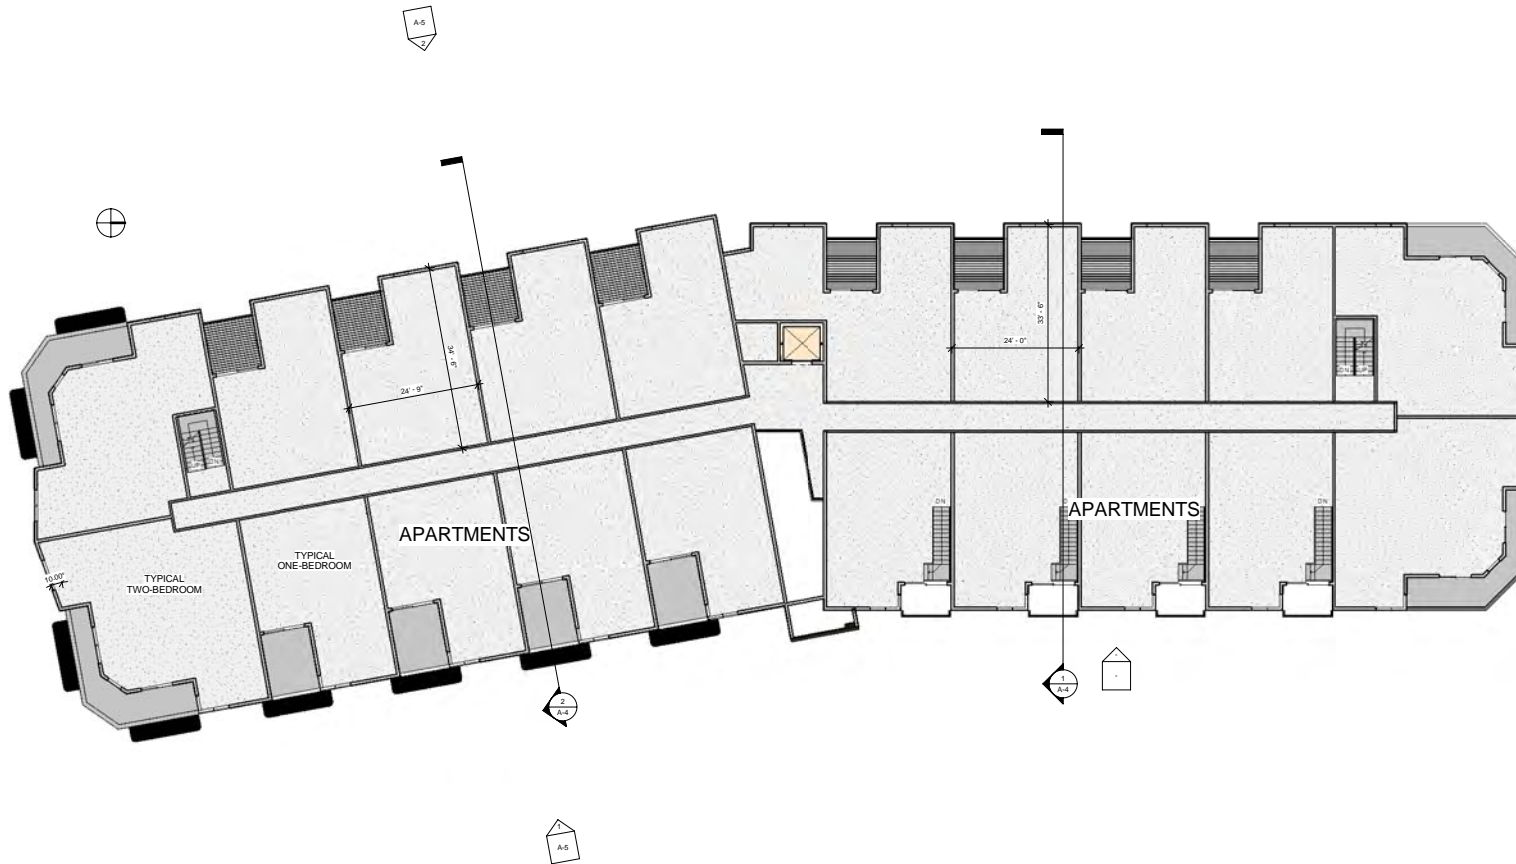 A-5
2
33' - 6"
24' - 0"
34' - 6"
24' - 9"
DN
DN
APARTMENTS
APARTMENTS
TYPICAL
ONE-BEDROOM
TYPICAL
TWO-BEDROOM
10.00°
1
A-4
2
A-4
1
A-5